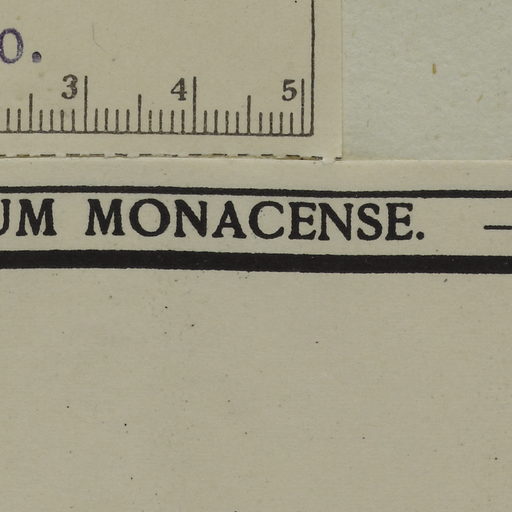 o.
3 4 5
UM MONACENSE. —